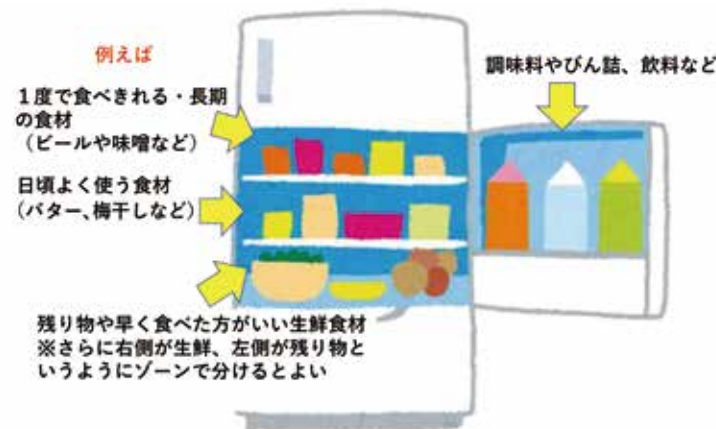 例えば
１度で食べきれる・長期
の食材
（ビールや味噌など）
日頃よく使う食材
（バター、梅干しなど）
残り物や早く食べた方がいい生鮮食材
※さらに右側が生鮮、左側が残り物と
いうようにゾーンで分けるとよい
調味料やびん詰、飲料など